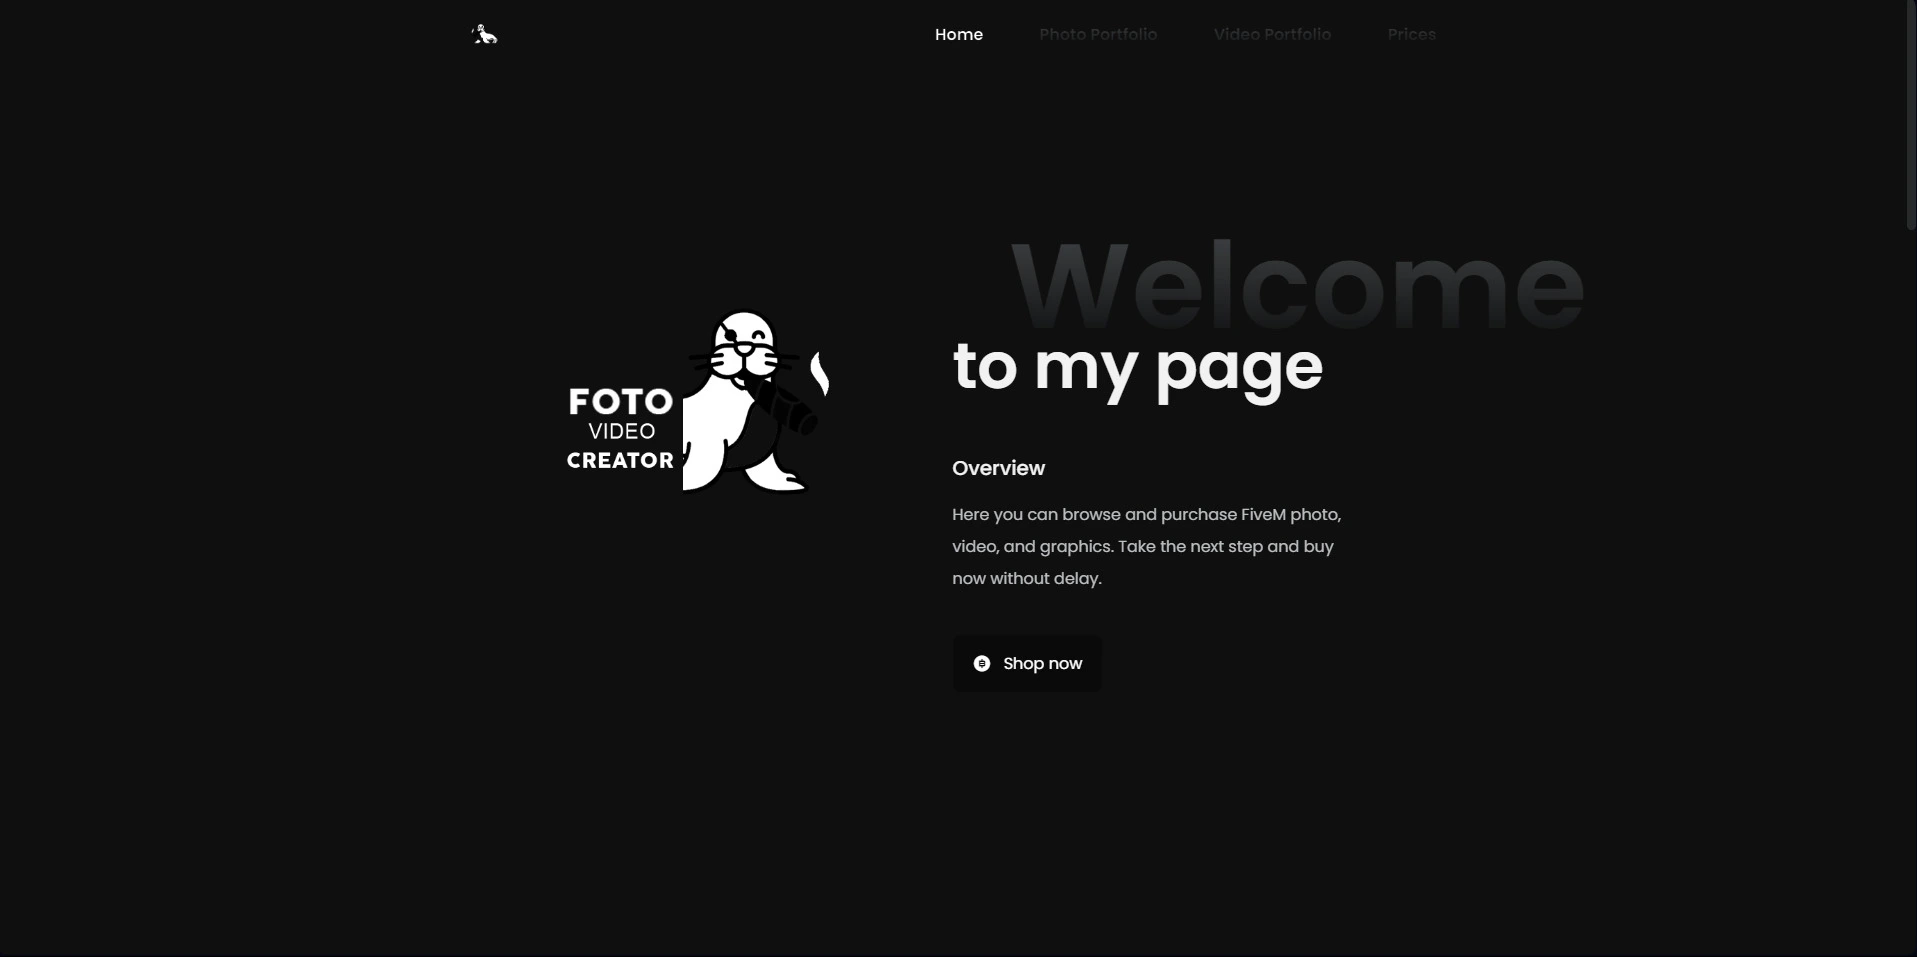 Home
Photo Portfolio
Video Portfolio
Prices
Welcome
to my page
FOTO
VIDEO
CREATOR
Overview
Here you can browse and purchase FiveM photo,
video, and graphics. Take the next step and buy
now without delay.
Shop now